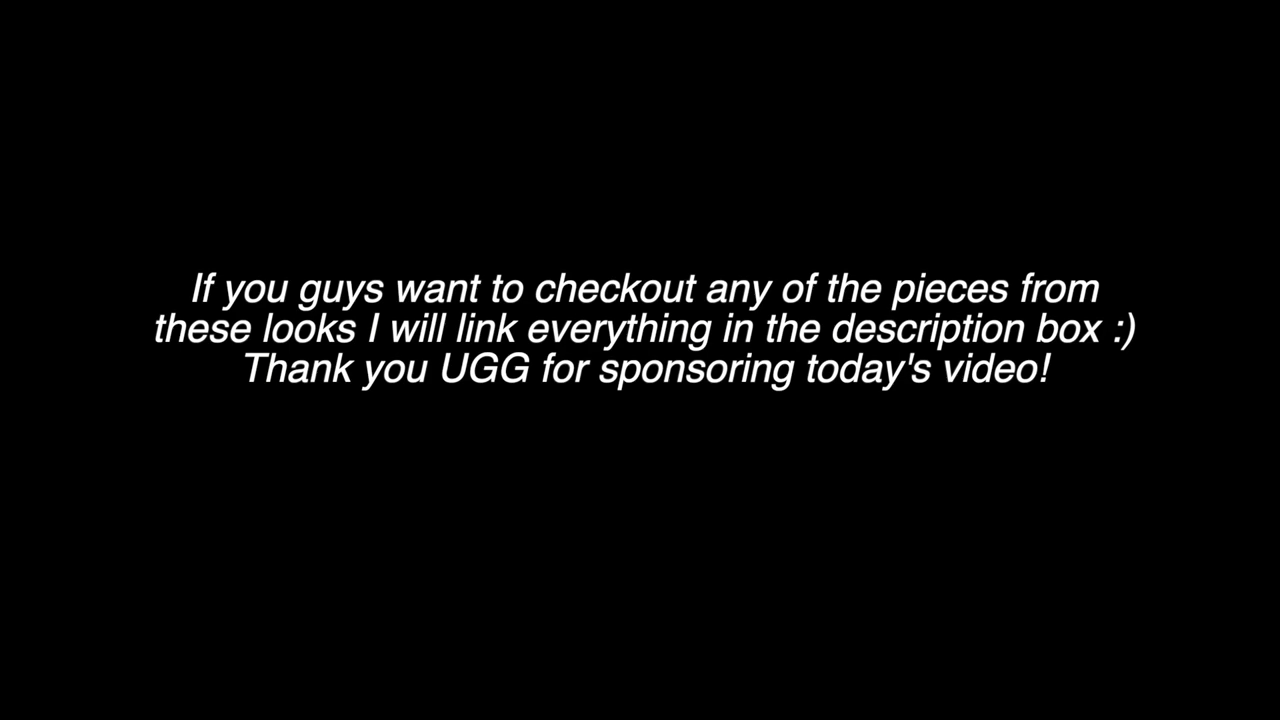 If you guys want to checkout any of the pieces from
these looks I will link everything in the description box :)
Thank you UGG for sponsoring today's video!